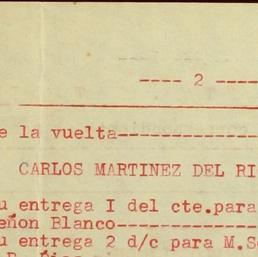 ---- 2 -----
e la vuelta---------------
CARLOS MARTINEZ DEL RI
u entrega I del cte.para
eñon Blanco---------------
u entrega 2 d/c para M.S